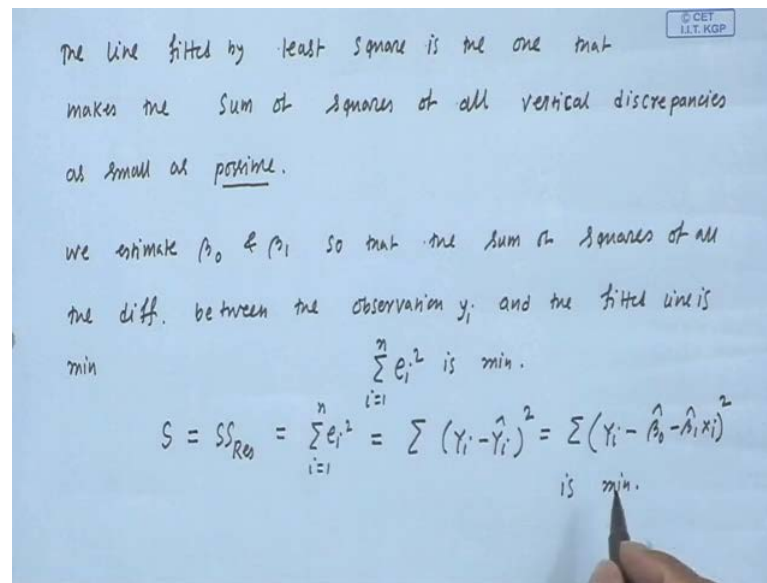 © CET
I.I.T. KGP
The line fitted by least square is the one that
makes the sum of squares of all vertical discrepancies
as small as possible.
We estimate β₀ & β₁ so that the sum of squares of all
the diff. between the observation yᵢ and the fitted line is
min ∑ᵢ₌₁ⁿ eᵢ² is min.
S = SS_Res = ∑ᵢ₌₁ⁿ eᵢ² = ∑ (Yᵢ - Ŷᵢ)² = ∑(Yᵢ - β̂₀ - β̂₁xᵢ)²
is min.